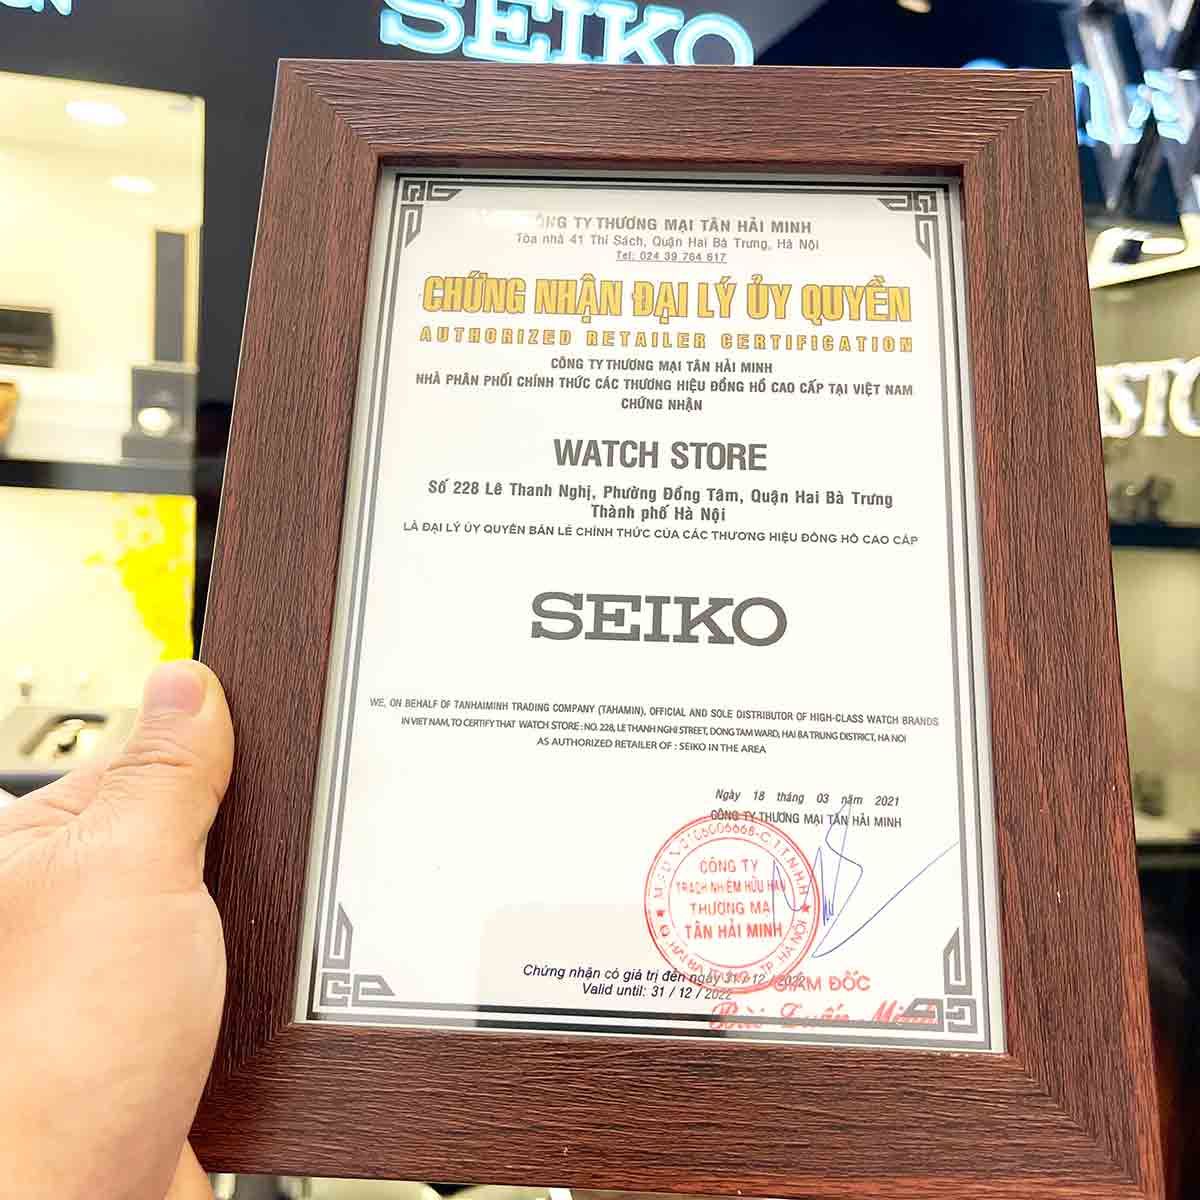 SEIKO
CÔNG TY THƯƠNG MẠI TÂN HẢI MINH
Tòa nhà 41 Thi Sách, Quận Hai Bà Trưng, Hà Nội
Tel: 024 39 764 617
CHỨNG NHẬN ĐẠI LÝ ỦY QUYỀN
AUTHORIZED RETAILER CERTIFICATION
CÔNG TY THƯƠNG MẠI TÂN HẢI MINH
NHÀ PHÂN PHỐI CHÍNH THỨC CÁC THƯƠNG HIỆU ĐỒNG HỒ CAO CẤP TẠI VIỆT NAM
CHỨNG NHẬN
WATCH STORE
Số 228 Lê Thanh Nghị, Phường Đồng Tâm, Quận Hai Bà Trưng
Thành phố Hà Nội
LÀ ĐẠI LÝ ỦY QUYỀN BÁN LẺ CHÍNH THỨC CỦA CÁC THƯƠNG HIỆU ĐỒNG HỒ CAO CẤP
SEIKO
WE, ON BEHALF OF TANHAIMINH TRADING COMPANY (TAHAMIN), OFFICIAL AND SOLE DISTRIBUTOR OF HIGH-CLASS WATCH BRANDS
IN VIET NAM, TO CERTIFY THAT WATCH STORE : NO. 228, LE THANH NGHI STREET, DONG TAM WARD, HAI BA TRUNG DISTRICT, HA NOI
AS AUTHORIZED RETAILER OF : SEIKO IN THE AREA
Ngày 18 tháng 03 năm 2021
CÔNG TY THƯƠNG MẠI TÂN HẢI MINH
CÔNG TY
TRÁCH NHIỆM HỮU HẠN
THƯƠNG MẠI
TÂN HẢI MINH
Chứng nhận có giá trị đến ngày 31 / 12 / 2022
Valid until: 31 / 12 / 2022
GIÁM ĐỐC
Bùi Tuấn Minh